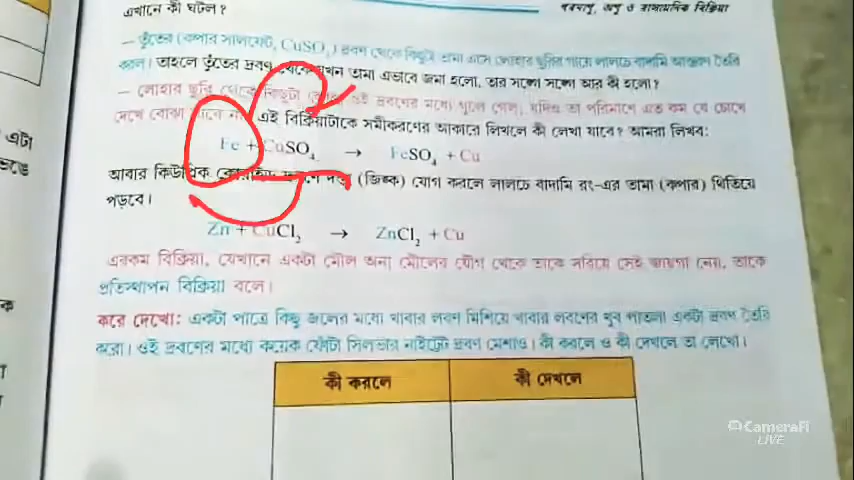 এখানে কী ঘটল?
পরমাণু, অণু ও রাসায়নিক বিক্রিয়া
— তুঁতের (কপার সালফেট, CuSO₄) দ্রবণ থেকে কিছুটা তামা এসে লোহার ছুরির গায়ে লালচে বাদামি আস্তরণ তৈরি
করল। তাহলে তুঁতের দ্রবণ থেকে যখন তামা এভাবে জমা হলো, তার সঙ্গে সঙ্গে আর কী হলো?
— লোহার ছুরি থেকে কিছুটা ওই দ্রবণের মধ্যে গুলে গেল, যদিও তা পরিমাণে এত কম যে চোখে
দেখে বোঝা যাবে না। এই বিক্রিয়াটাকে সমীকরণের আকারে লিখলে কী লেখা যাবে? আমরা লিখব:
Fe + CuSO₄ → FeSO₄ + Cu
আবার কিউপ্রিক (জিঙ্ক) যোগ করলে লালচে বাদামি রং-এর তামা (কপার) থিতিয়ে
পড়বে।
Zn + CuCl₂ → ZnCl₂ + Cu
এরকম বিক্রিয়া, যেখানে একটা মৌল অন্য মৌলের যৌগ থেকে তাকে সরিয়ে সেই জায়গা নেয়, তাকে
প্রতিস্থাপন বিক্রিয়া বলে।
করে দেখো: একটা পাত্রে কিছু জলের মধ্যে খাবার লবণ মিশিয়ে খাবার লবণের খুব পাতলা একটা দ্রবণ তৈরি
করো। ওই দ্রবণের মধ্যে কয়েক ফোঁটা সিলভার নাইট্রেট দ্রবণ মেশাও। কী করলে ও কী দেখলে তা লেখো।
কী করলে
কী দেখলে
এটা
CameraFi
LIVE